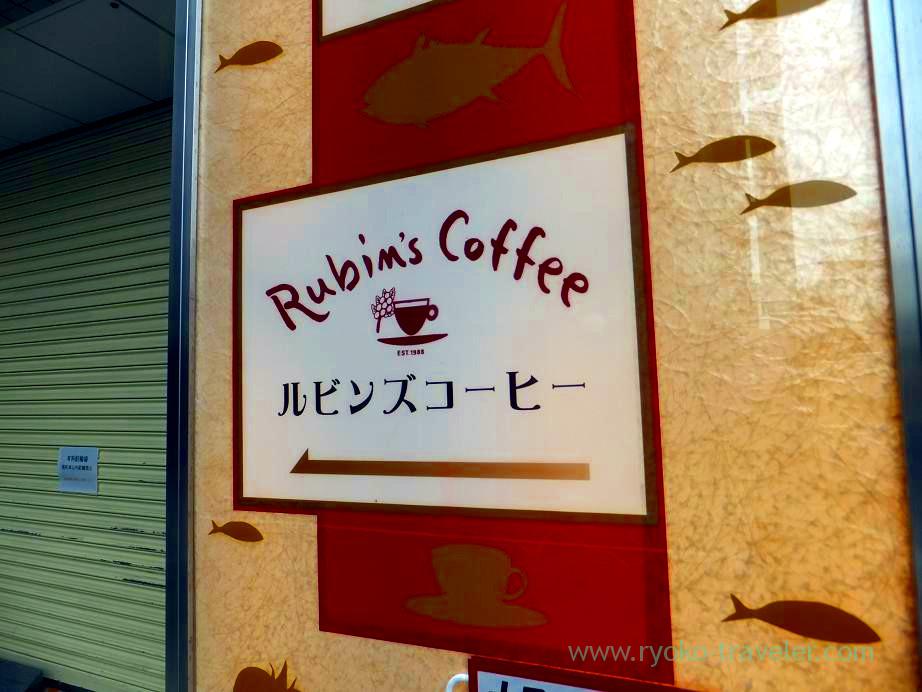 Rubin's Coffee
EST.1988
ルビンズコーヒー
www.ryoko-traveler.com